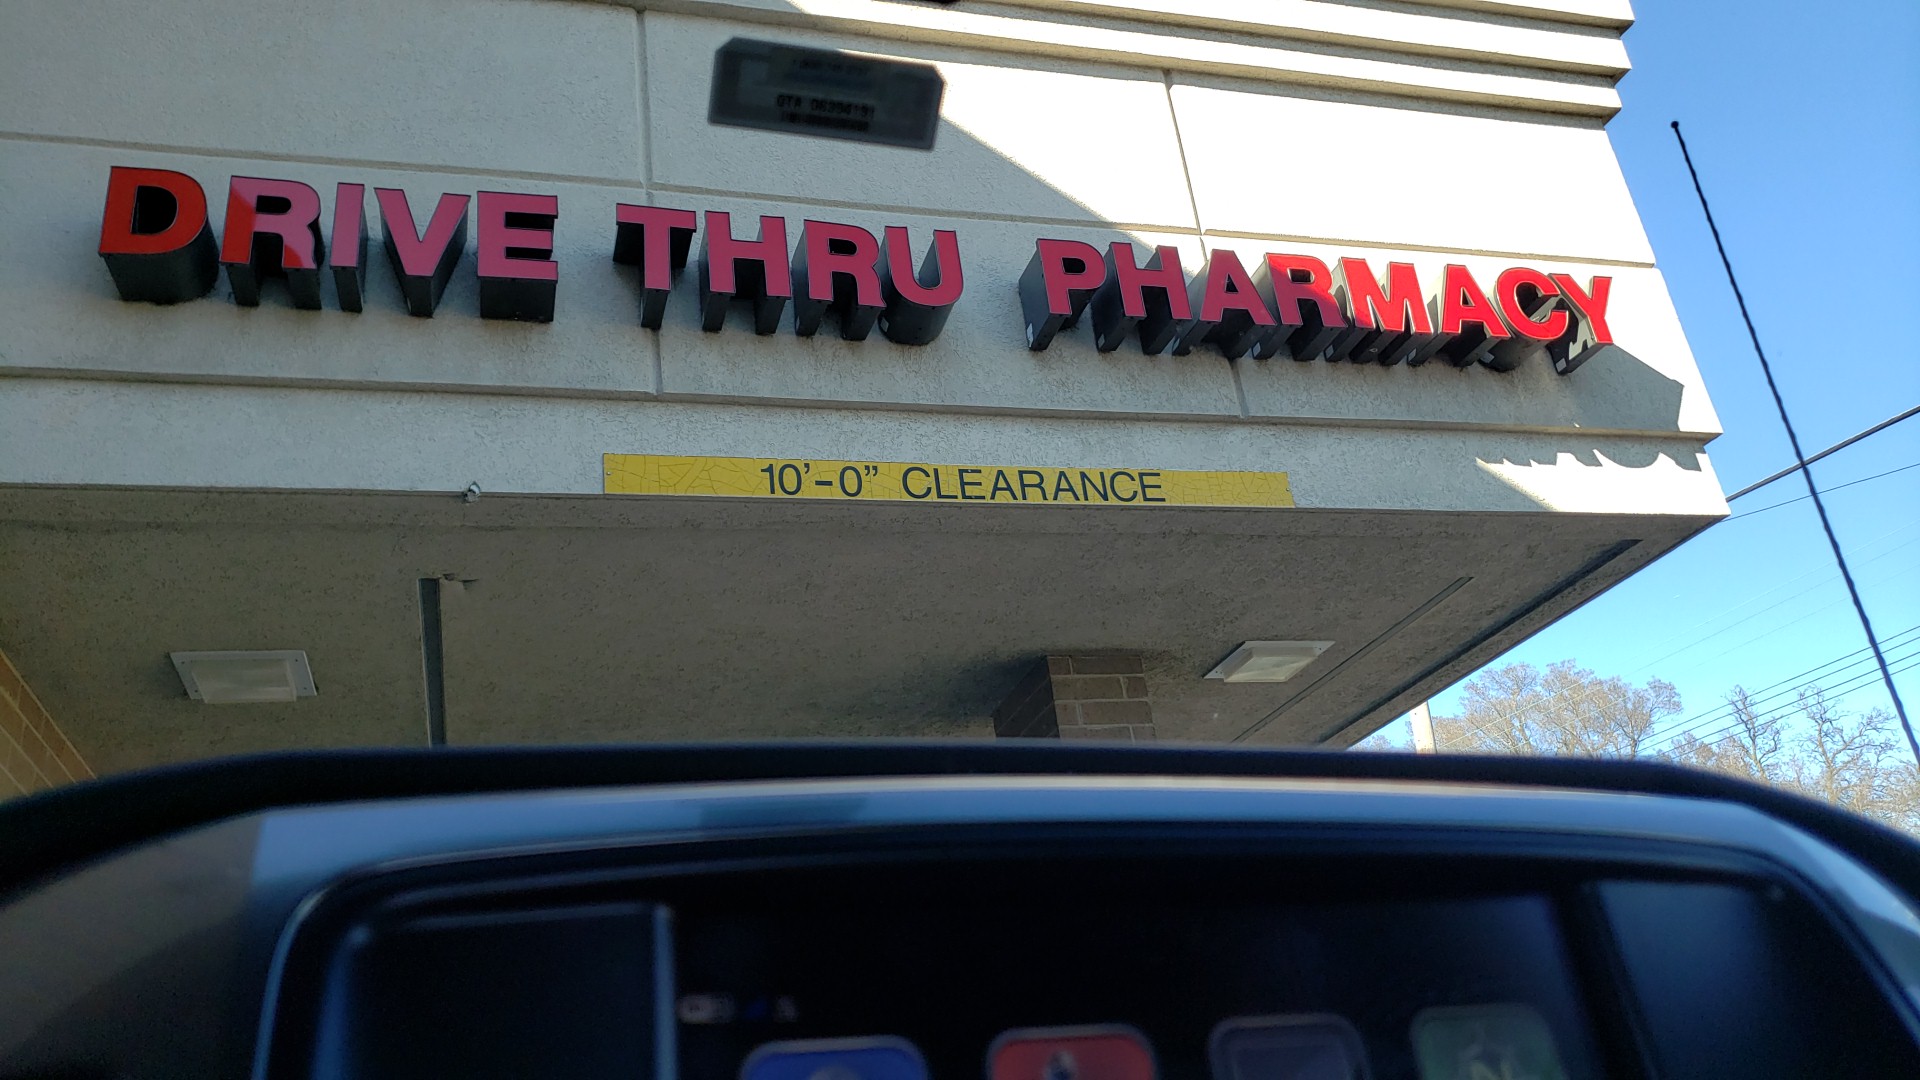 DRIVE THRU PHARMACY
10'-0" CLEARANCE